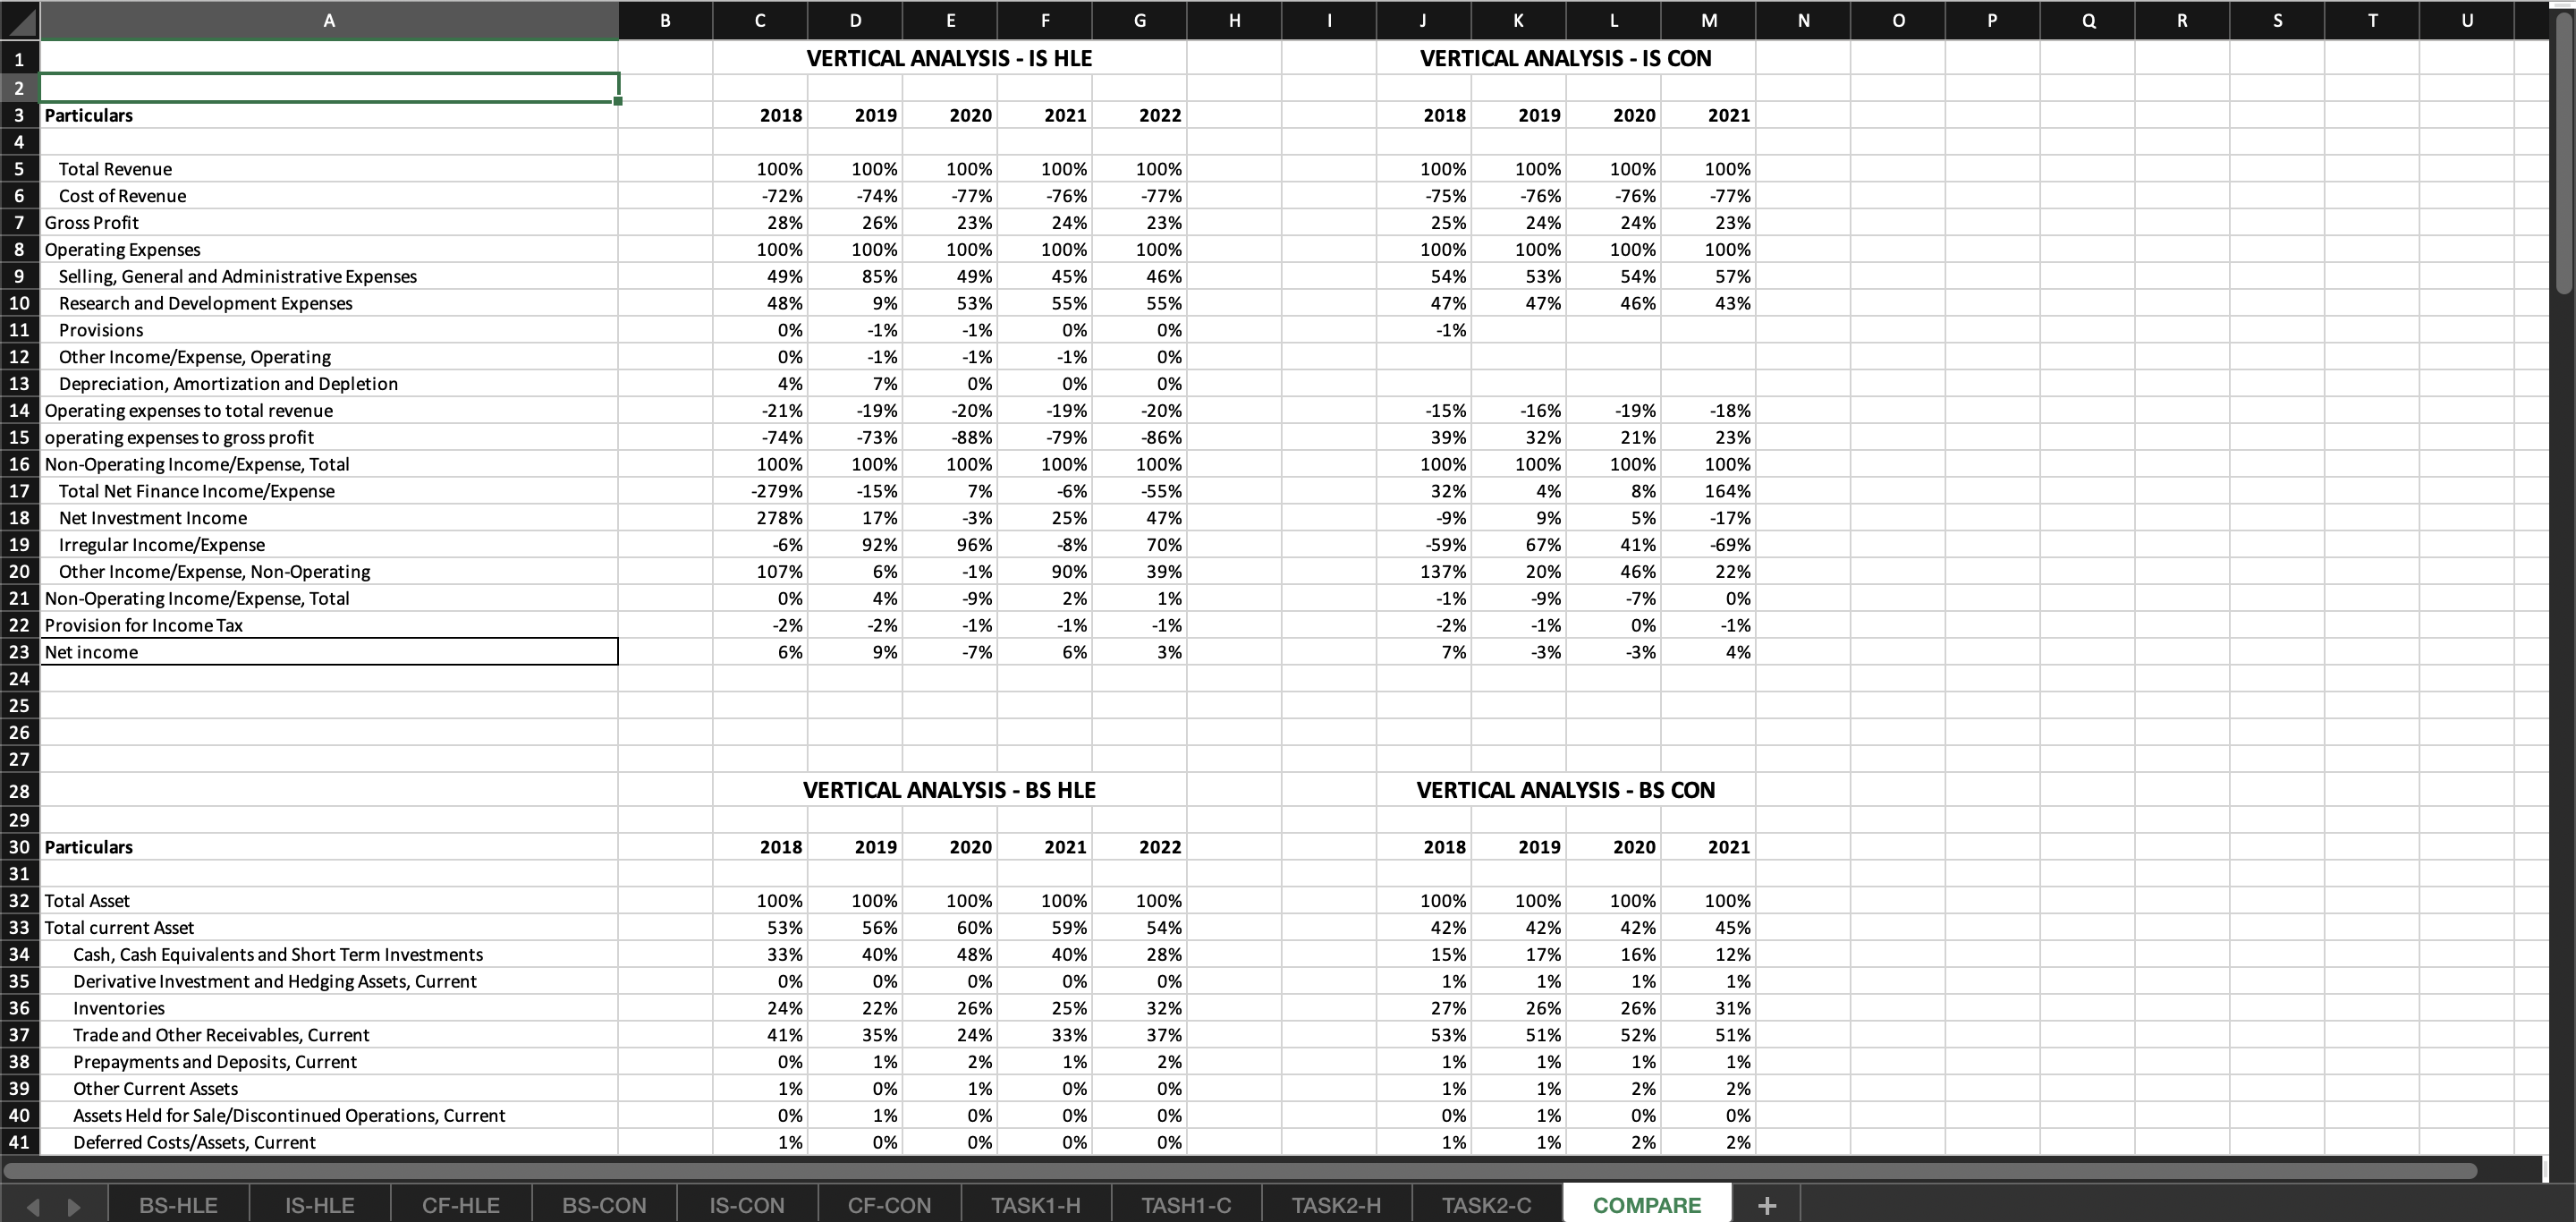 A B C D E F G H I J K L M N O P Q R S T U
1 VERTICAL ANALYSIS - IS HLE VERTICAL ANALYSIS - IS CON
2
3 Particulars 2018 2019 2020 2021 2022 2018 2019 2020 2021
4
5 Total Revenue 100% 100% 100% 100% 100% 100% 100% 100% 100%
6 Cost of Revenue -72% -74% -77% -76% -77% -75% -76% -76% -77%
7 Gross Profit 28% 26% 23% 24% 23% 25% 24% 24% 23%
8 Operating Expenses 100% 100% 100% 100% 100% 100% 100% 100% 100%
9 Selling, General and Administrative Expenses 49% 85% 49% 45% 46% 54% 53% 54% 57%
10 Research and Development Expenses 48% 9% 53% 55% 55% 47% 47% 46% 43%
11 Provisions 0% -1% -1% 0% 0% -1%
12 Other Income/Expense, Operating 0% -1% -1% -1% 0%
13 Depreciation, Amortization and Depletion 4% 7% 0% 0% 0%
14 Operating expenses to total revenue -21% -19% -20% -19% -20% -15% -16% -19% -18%
15 operating expenses to gross profit -74% -73% -88% -79% -86% 39% 32% 21% 23%
16 Non-Operating Income/Expense, Total 100% 100% 100% 100% 100% 100% 100% 100% 100%
17 Total Net Finance Income/Expense -279% -15% 7% -6% -55% 32% 4% 8% 164%
18 Net Investment Income 278% 17% -3% 25% 47% -9% 9% 5% -17%
19 Irregular Income/Expense -6% 92% 96% -8% 70% -59% 67% 41% -69%
20 Other Income/Expense, Non-Operating 107% 6% -1% 90% 39% 137% 20% 46% 22%
21 Non-Operating Income/Expense, Total 0% 4% -9% 2% 1% -1% -9% -7% 0%
22 Provision for Income Tax -2% -2% -1% -1% -1% -2% -1% 0% -1%
23 Net income 6% 9% -7% 6% 3% 7% -3% -3% 4%
24
25
26
27
28 VERTICAL ANALYSIS - BS HLE VERTICAL ANALYSIS - BS CON
29
30 Particulars 2018 2019 2020 2021 2022 2018 2019 2020 2021
31
32 Total Asset 100% 100% 100% 100% 100% 100% 100% 100% 100%
33 Total current Asset 53% 56% 60% 59% 54% 42% 42% 42% 45%
34 Cash, Cash Equivalents and Short Term Investments 33% 40% 48% 40% 28% 15% 17% 16% 12%
35 Derivative Investment and Hedging Assets, Current 0% 0% 0% 0% 0% 1% 1% 1% 1%
36 Inventories 24% 22% 26% 25% 32% 27% 26% 26% 31%
37 Trade and Other Receivables, Current 41% 35% 24% 33% 37% 53% 51% 52% 51%
38 Prepayments and Deposits, Current 0% 1% 2% 1% 2% 1% 1% 1% 1%
39 Other Current Assets 1% 0% 1% 0% 0% 1% 1% 2% 2%
40 Assets Held for Sale/Discontinued Operations, Current 0% 1% 0% 0% 0% 0% 1% 0% 0%
41 Deferred Costs/Assets, Current 1% 0% 0% 0% 0% 1% 1% 2% 2%
BS-HLE IS-HLE CF-HLE BS-CON IS-CON CF-CON TASK1-H TASH1-C TASK2-H TASK2-C COMPARE +